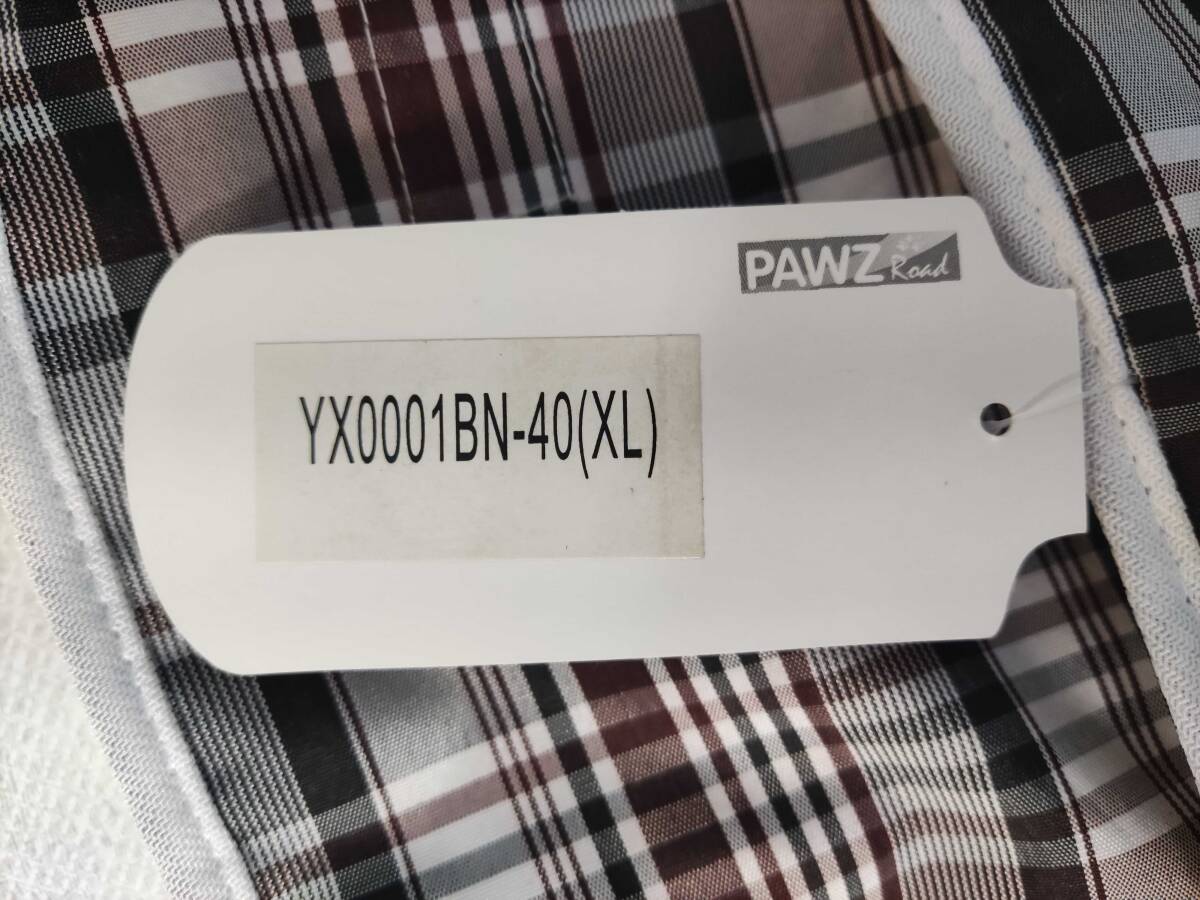 PAWZ Road
YX0001BN-40(XL)